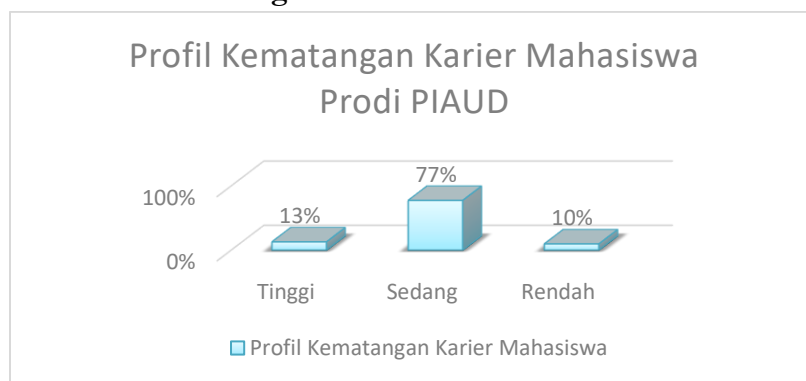 Profil Kematangan Karier Mahasiswa
Prodi PIAUD
77%
100%
13%
10%
0%
Tinggi
Sedang
Rendah
Profil Kematangan Karier Mahasiswa